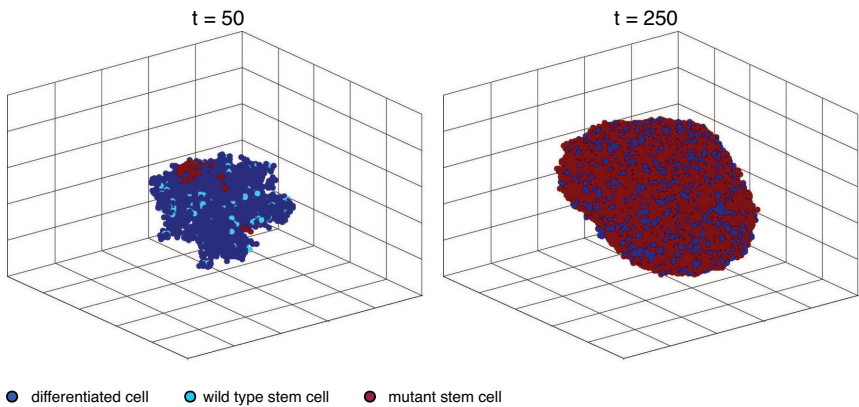 t = 50
t = 250
differentiated cell
wild type stem cell
mutant stem cell